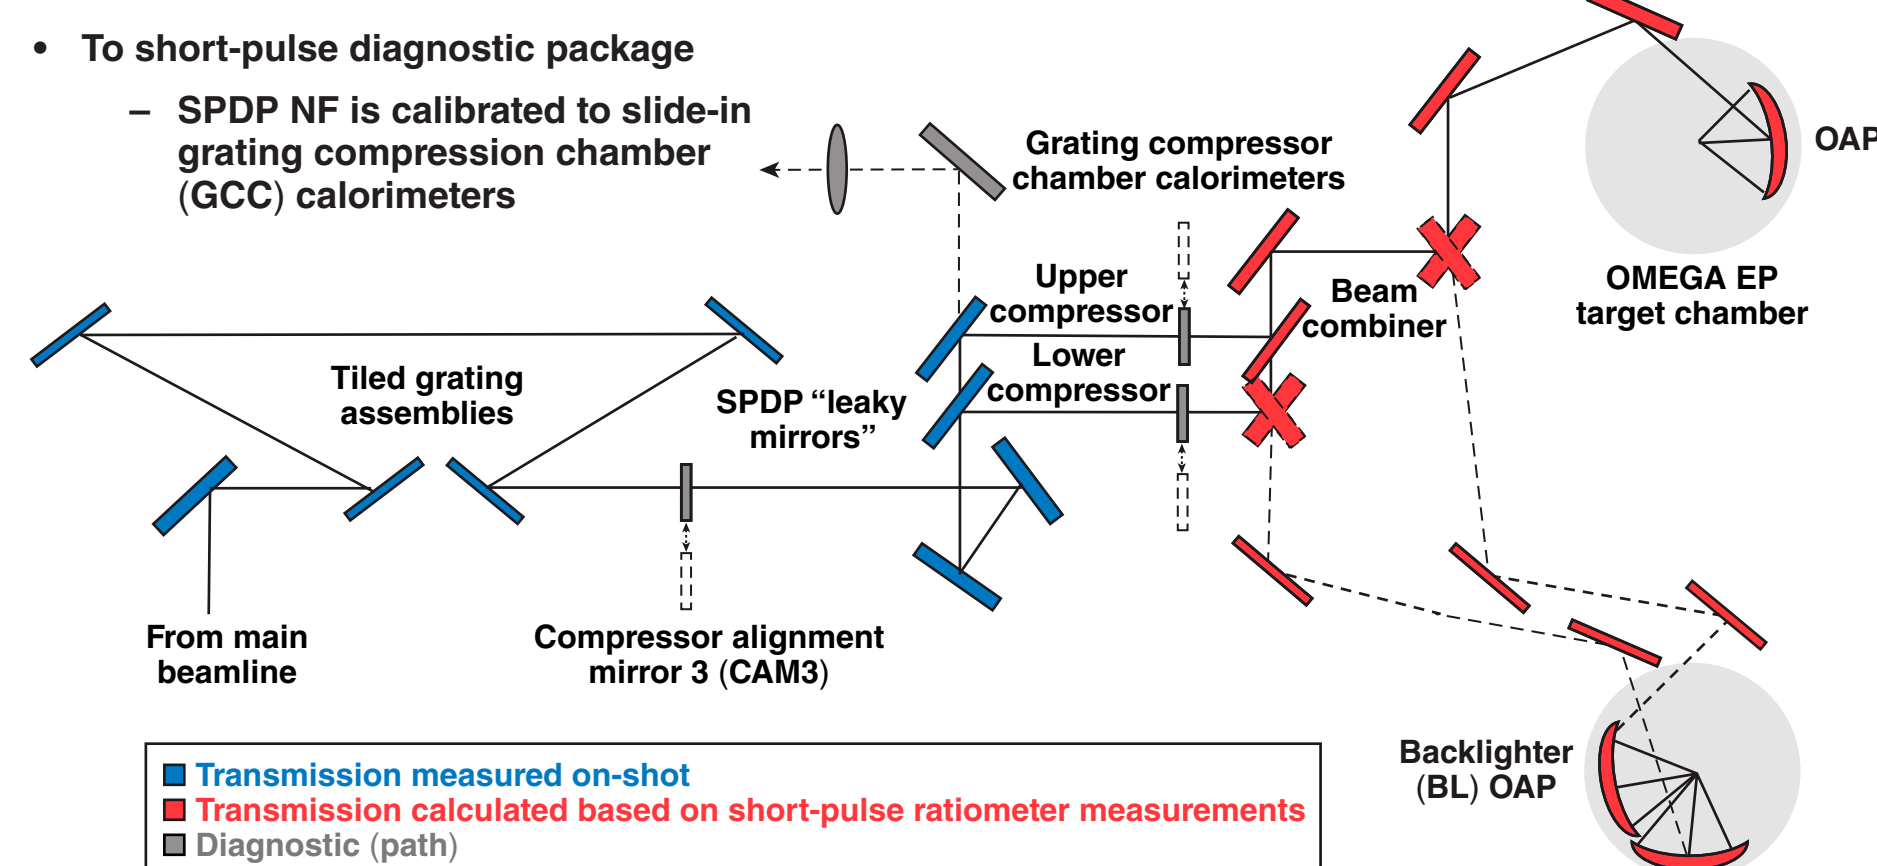 • To short-pulse diagnostic package
– SPDP NF is calibrated to slide-in
grating compression chamber
(GCC) calorimeters
Grating compressor
chamber calorimeters
OAP
OMEGA EP
target chamber
Upper
compressor
Beam
combiner
Lower
compressor
Tiled grating
assemblies
SPDP “leaky
mirrors”
From main
beamline
Compressor alignment
mirror 3 (CAM3)
Backlighter
(BL) OAP
Transmission measured on-shot
Transmission calculated based on short-pulse ratiometer measurements
Diagnostic (path)